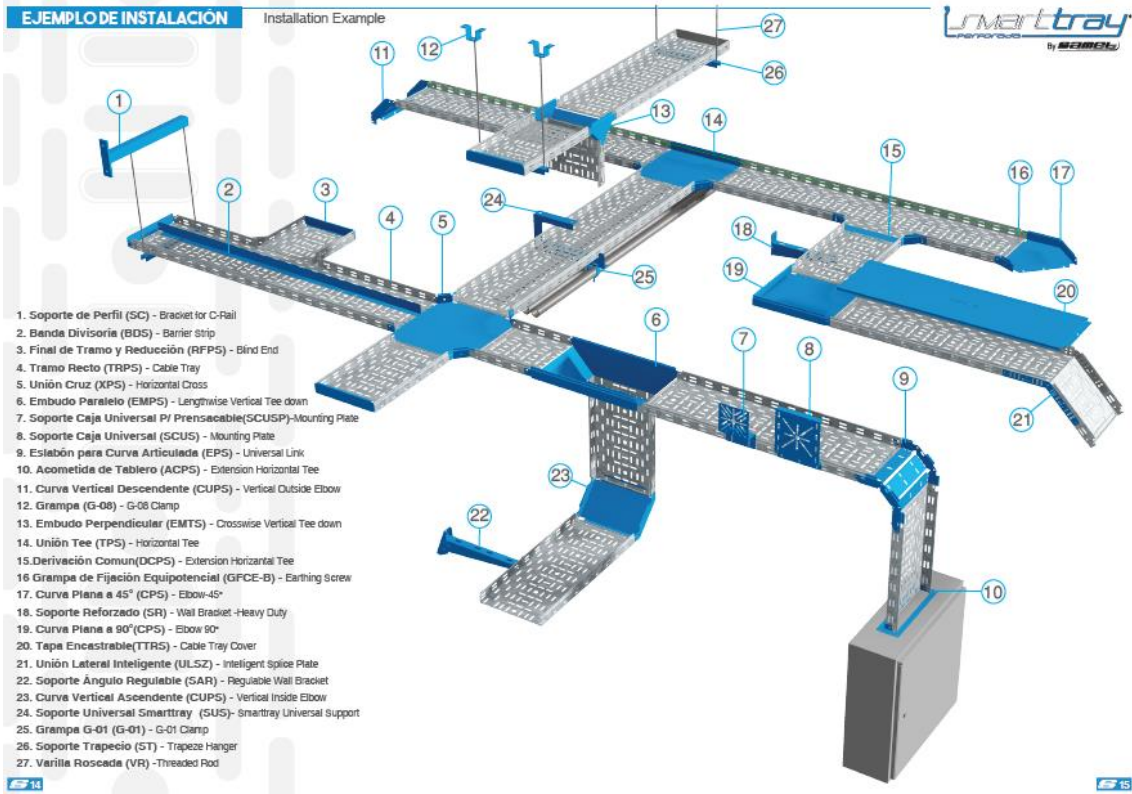 EJEMPLO DE INSTALACIÓN
Installation Example
smarttray
PERFORADA
By SAMET
1
2
3
4
5
6
7
8
9
10
11
12
13
14
15
16
17
18
19
20
21
22
23
24
25
26
27
1. Soporte de Perfil (SC) - Bracket for C-Rail
2. Banda Divisoria (BDS) - Barrier Strip
3. Final de Tramo y Reducción (RFPS) - Blind End
4. Tramo Recto (TRPS) - Cable Tray
5. Unión Cruz (XPS) - Horizontal Cross
6. Embudo Paralelo (EMPS) - Lengthwise Vertical Tee down
7. Soporte Caja Universal P/ Prensacable(SCUSP)-Mounting Plate
8. Soporte Caja Universal (SCUS) - Mounting Plate
9. Eslabón para Curva Articulada (EPS) - Universal Link
10. Acometida de Tablero (ACPS) - Extension Horizontal Tee
11. Curva Vertical Descendente (CUPS) - Vertical Outside Elbow
12. Grampa (G-08) - G-08 Clamp
13. Embudo Perpendicular (EMTS) - Crosswise Vertical Tee down
14. Unión Tee (TPS) - Horizontal Tee
15.Derivación Comun(DCPS) - Extension Horizantal Tee
16 Grampa de Fijación Equipotencial (GFCE-B) - Earthing Screw
17. Curva Plana a 45° (CPS) - Elbow-45°
18. Soporte Reforzado (SR) - Wall Bracket -Heavy Duty
19. Curva Plana a 90°(CPS) - Elbow 90°
20. Tapa Encastrable(TTRS) - Cable Tray Cover
21. Unión Lateral Inteligente (ULSZ) - Intelligent Splice Plate
22. Soporte Ángulo Regulable (SAR) - Regulable Wall Bracket
23. Curva Vertical Ascendente (CUPS) - Vertical Inside Elbow
24. Soporte Universal Smarttray (SUS)- Smarttray Universal Support
25. Grampa G-01 (G-01) - G-01 Clamp
26. Soporte Trapecio (ST) - Trapeze Hanger
27. Varilla Roscada (VR) -Threaded Rod
14
15